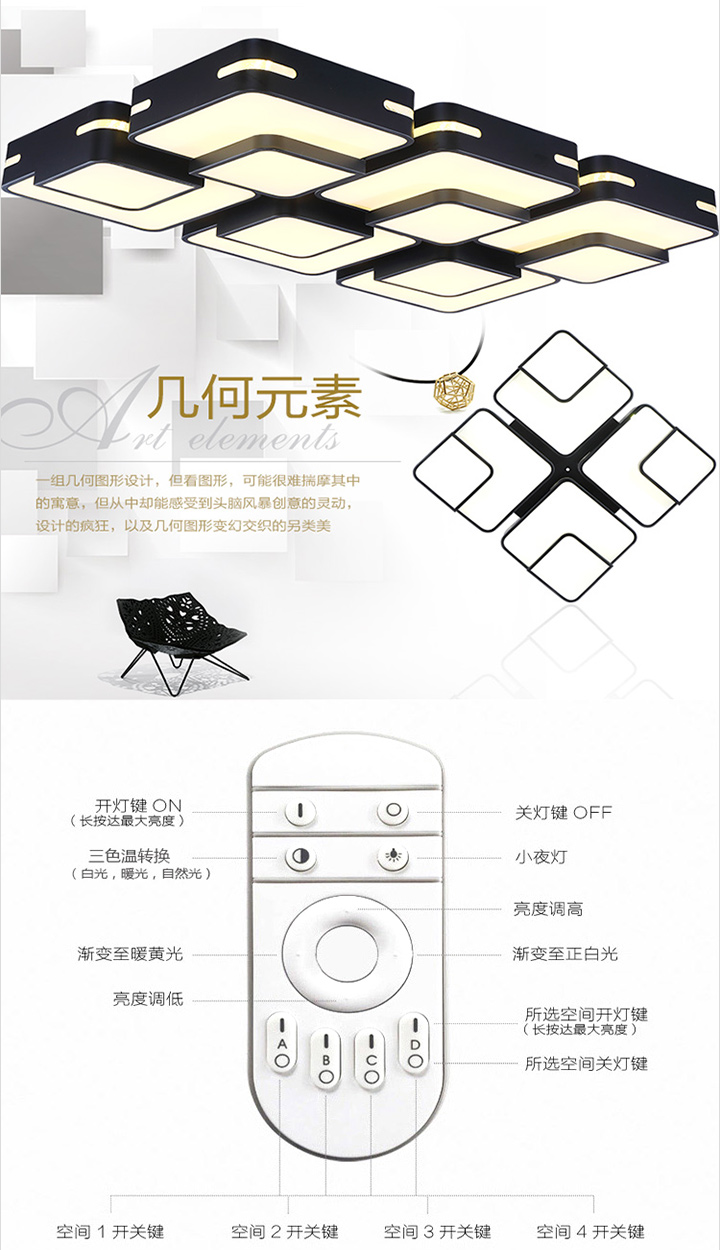 几何元素
Art elements
一组几何图形设计，但看图形，可能很难揣摩其中
的寓意，但从中却能感受到头脑风暴创意的灵动，
设计的疯狂，以及几何图形变幻交织的另类美
开灯键 ON
（长按达最大亮度）
关灯键 OFF
三色温转换
（白光，暖光，自然光）
小夜灯
亮度调高
渐变至暖黄光
渐变至正白光
亮度调低
所选空间开灯键
（长按达最大亮度）
所选空间关灯键
A
B
C
D
空间 1 开关键
空间 2 开关键
空间 3 开关键
空间 4 开关键